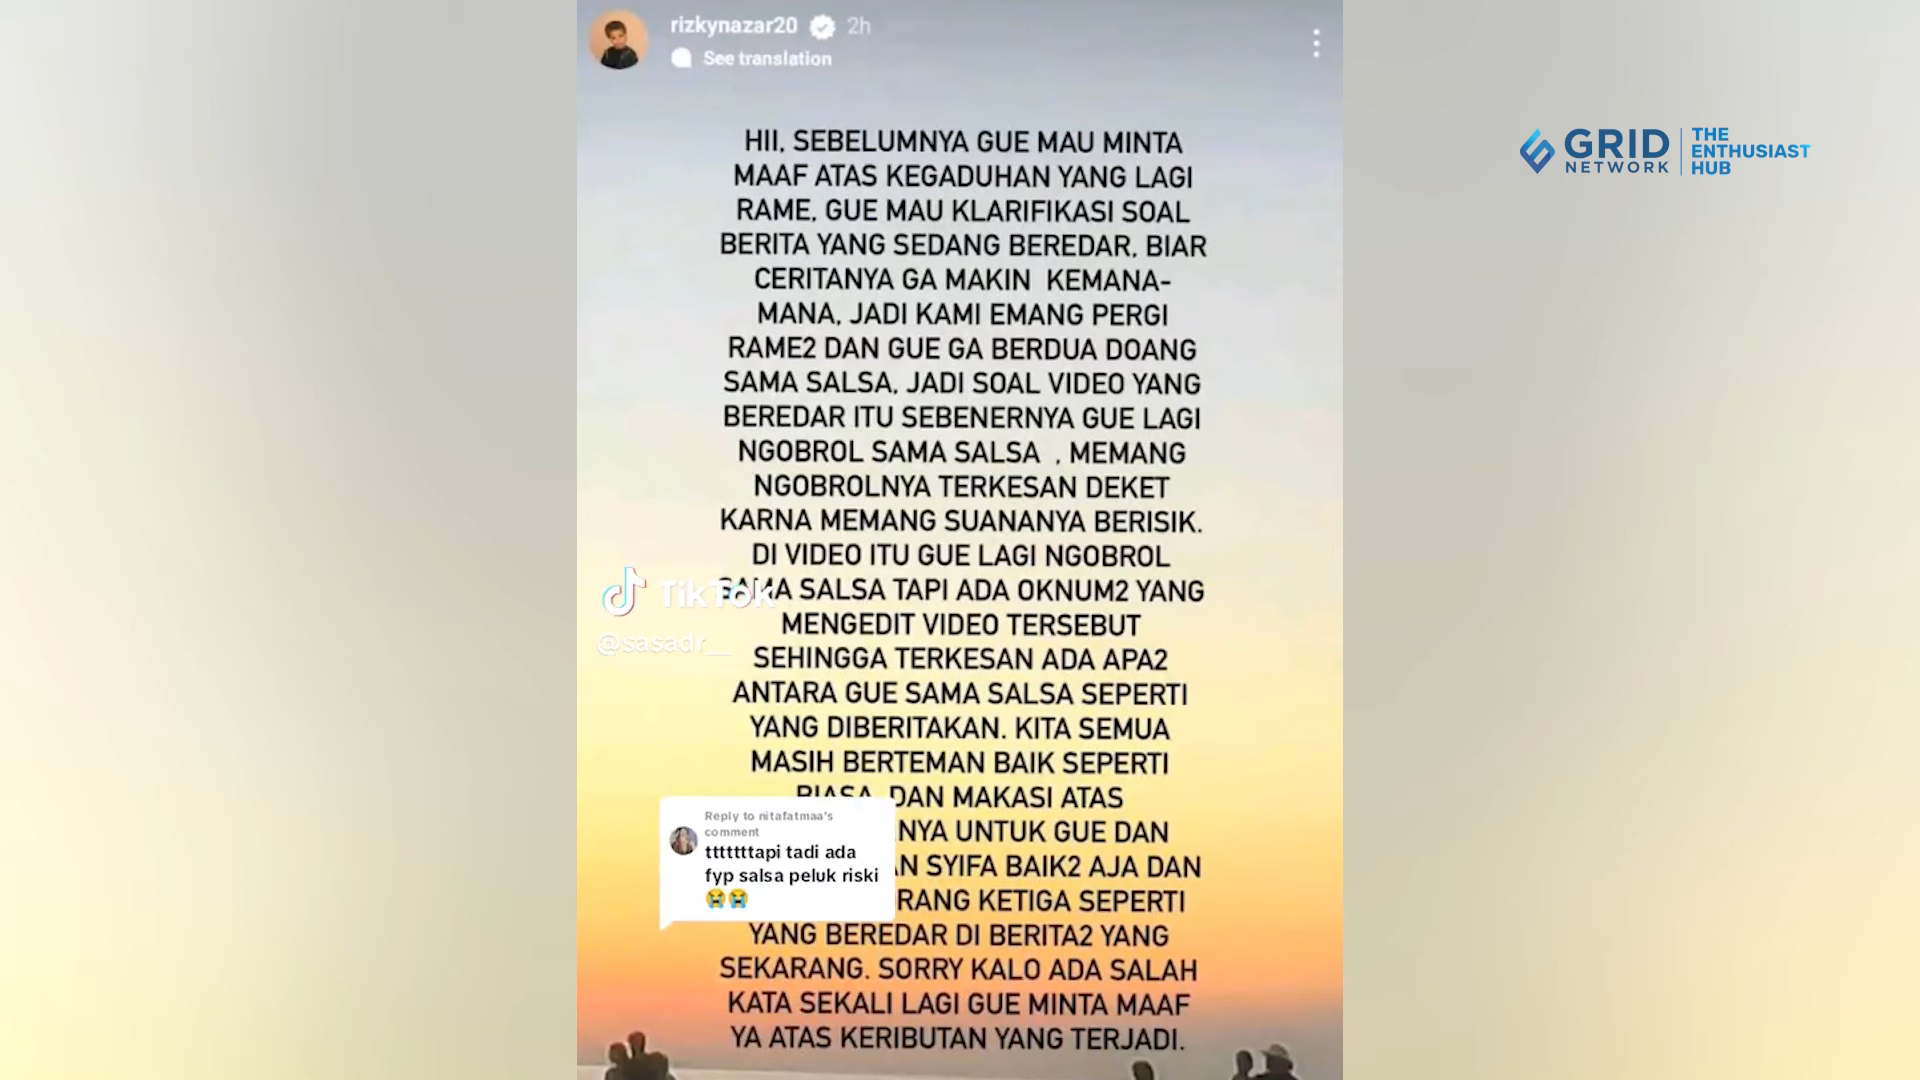 rizkynazar20 2h
See translation
GRID NETWORK
THE ENTHUSIAST HUB
HII, SEBELUMNYA GUE MAU MINTA
MAAF ATAS KEGADUHAN YANG LAGI
RAME, GUE MAU KLARIFIKASI SOAL
BERITA YANG SEDANG BEREDAR, BIAR
CERITANYA GA MAKIN KEMANA-
MANA, JADI KAMI EMANG PERGI
RAME2 DAN GUE GA BERDUA DOANG
SAMA SALSA, JADI SOAL VIDEO YANG
BEREDAR ITU SEBENERNYA GUE LAGI
NGOBROL SAMA SALSA , MEMANG
NGOBROLNYA TERKESAN DEKET
KARNA MEMANG SUANANYA BERISIK.
DI VIDEO ITU GUE LAGI NGOBROL
SAMA SALSA TAPI ADA OKNUM2 YANG
MENGEDIT VIDEO TERSEBUT
SEHINGGA TERKESAN ADA APA2
ANTARA GUE SAMA SALSA SEPERTI
YANG DIBERITAKAN. KITA SEMUA
MASIH BERTEMAN BAIK SEPERTI
BIASA, DAN MAKASI ATAS
NYA UNTUK GUE DAN
AN SYIFA BAIK2 AJA DAN
RANG KETIGA SEPERTI
YANG BEREDAR DI BERITA2 YANG
SEKARANG. SORRY KALO ADA SALAH
KATA SEKALI LAGI GUE MINTA MAAF
YA ATAS KERIBUTAN YANG TERJADI.
TikTok
@sasadr__
Reply to nitafatmaa's
comment
tttttttapi tadi ada
fyp salsa peluk riski
😭😭